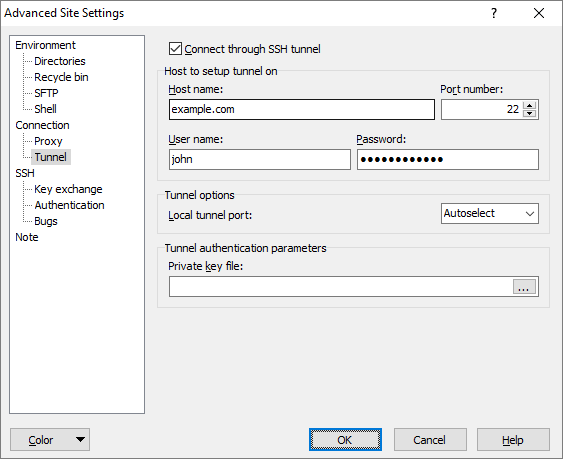 Advanced Site Settings
Environment
Directories
Recycle bin
SFTP
Shell
Connection
Proxy
Tunnel
SSH
Key exchange
Authentication
Bugs
Note
Connect through SSH tunnel
Host to setup tunnel on
Host name: Port number:
example.com 22
User name: Password:
john ●●●●●●●●●●●●
Tunnel options
Local tunnel port: Autoselect
Tunnel authentication parameters
Private key file:
...
Color OK Cancel Help